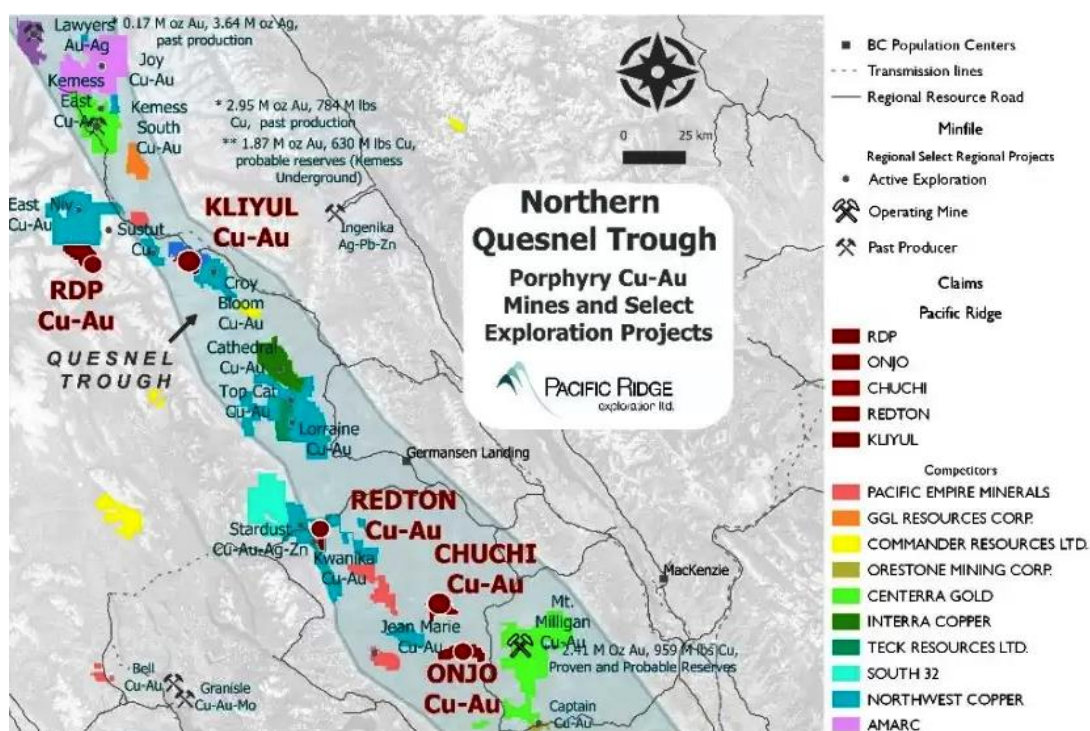 Lawyers
Au-Ag
* 0.17 M oz Au, 3.64 M oz Ag,
past production
Joy
Cu-Au
Kemess
East
Cu-Au
Kemess
South
Cu-Au
* 2.95 M oz Au, 784 M lbs
Cu, past production
** 1.87 M oz Au, 630 M lbs Cu,
probable reserves (Kemess
Underground)
0 25 km
East Niv
Cu-Au
Sustut
Cu
KLIYUL
Cu-Au
Ingenika
Ag-Pb-Zn
RDP
Cu-Au
Croy
Bloom
Cu-Au
QUESNEL
TROUGH
Cathedral
Cu-Au
Top Cat
Cu-Au
Lorraine
Cu-Au
Germansen Landing
Northern
Quesnel Trough
Porphyry Cu-Au
Mines and Select
Exploration Projects
PACIFIC RIDGE
exploration ltd.
REDTON
Cu-Au
Stardust
Cu-Au-Ag-Zn
Kwanika
Cu-Au
CHUCHI
Cu-Au
MacKenzie
Jean Marie
Cu-Au
Mt.
Milligan
Cu-Au
** 2.41 M Oz Au, 959 M lbs Cu,
Proven and Probable Reserves
ONJO
Cu-Au
Bell
Cu-Au
Granisle
Cu-Au-Mo
Captain
Cu-Au
BC Population Centers
Transmission lines
Regional Resource Road
Minfile
Regional Select Regional Projects
Active Exploration
Operating Mine
Past Producer
Claims
Pacific Ridge
RDP
ONJO
CHUCHI
REDTON
KLIYUL
Competitors
PACIFIC EMPIRE MINERALS
GGL RESOURCES CORP.
COMMANDER RESOURCES LTD.
ORESTONE MINING CORP.
CENTERRA GOLD
INTERRA COPPER
TECK RESOURCES LTD.
SOUTH 32
NORTHWEST COPPER
AMARC